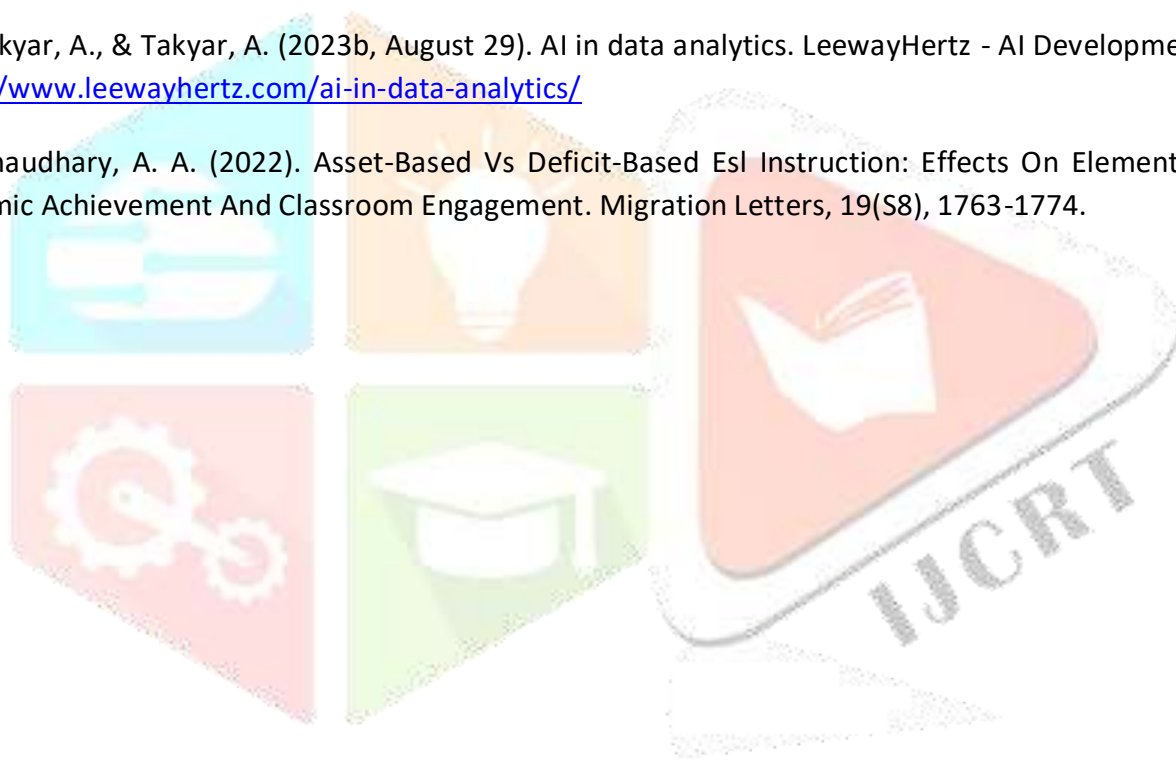 kyar, A., & Takyar, A. (2023b, August 29). AI in data analytics. LeewayHertz - AI Developme
/www.leewayhertz.com/ai-in-data-analytics/
haudhary, A. A. (2022). Asset-Based Vs Deficit-Based Esl Instruction: Effects On Element
mic Achievement And Classroom Engagement. Migration Letters, 19(S8), 1763-1774.
IJCRT